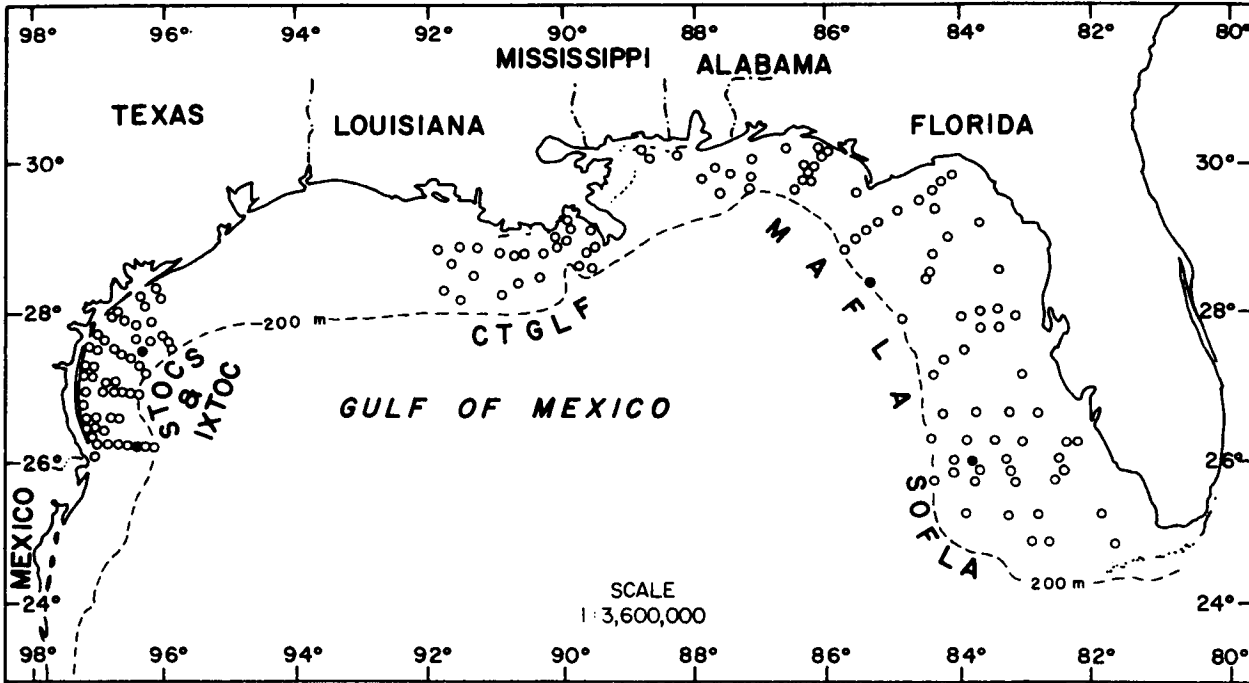 98° 96° 94° 92° 90° 88° 86° 84° 82° 80°
MISSISSIPPI ALABAMA
TEXAS LOUISIANA FLORIDA
30° 30°
28° 28°
200 m
CTGLF
MAFLA
STOCS & IXTOC
GULF OF MEXICO
26° 26°
SOFLA
MEXICO
200 m
24° 24°
SCALE
1:3,600,000
98° 96° 94° 92° 90° 88° 86° 84° 82° 80°